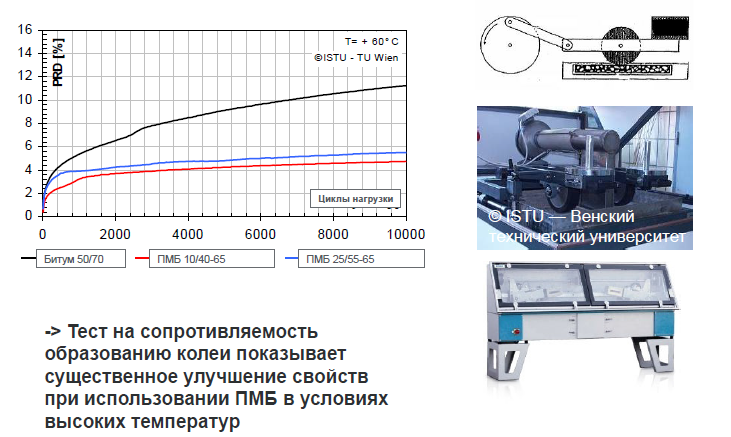 16
14
12
10
8
6
4
2
0
PRD [%]
T= + 60°C
©ISTU - TU Wien
Циклы нагрузки
0
2000
4000
6000
8000
10000
Битум 50/70
ПМБ 10/40-65
ПМБ 25/55-65
© ISTU — Венский
технический университет
-> Тест на сопротивляемость
образованию колеи показывает
существенное улучшение свойств
при использовании ПМБ в условиях
высоких температур